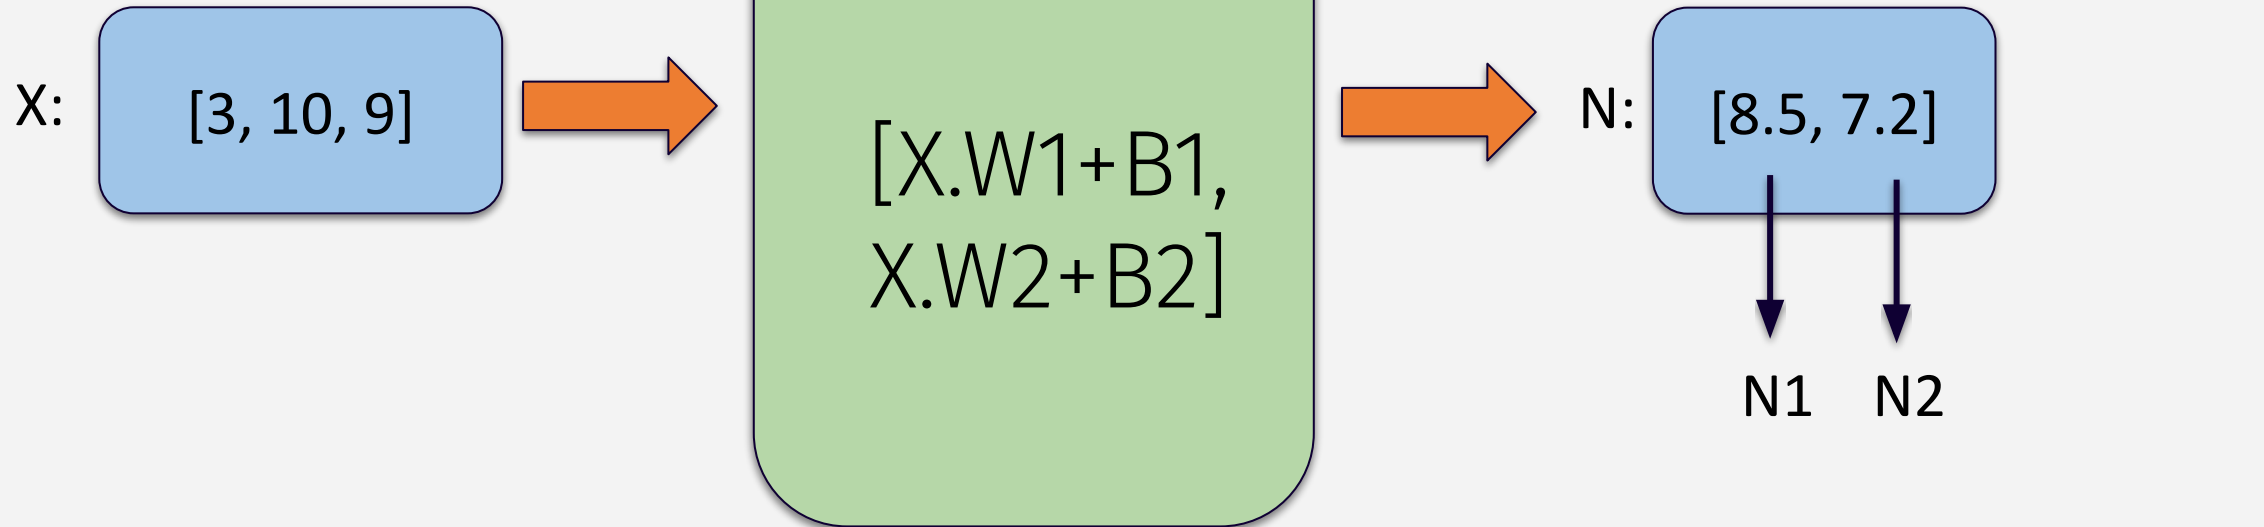 X:
[3, 10, 9]
[X.W1+B1,
X.W2+B2]
N:
[8.5, 7.2]
N1
N2